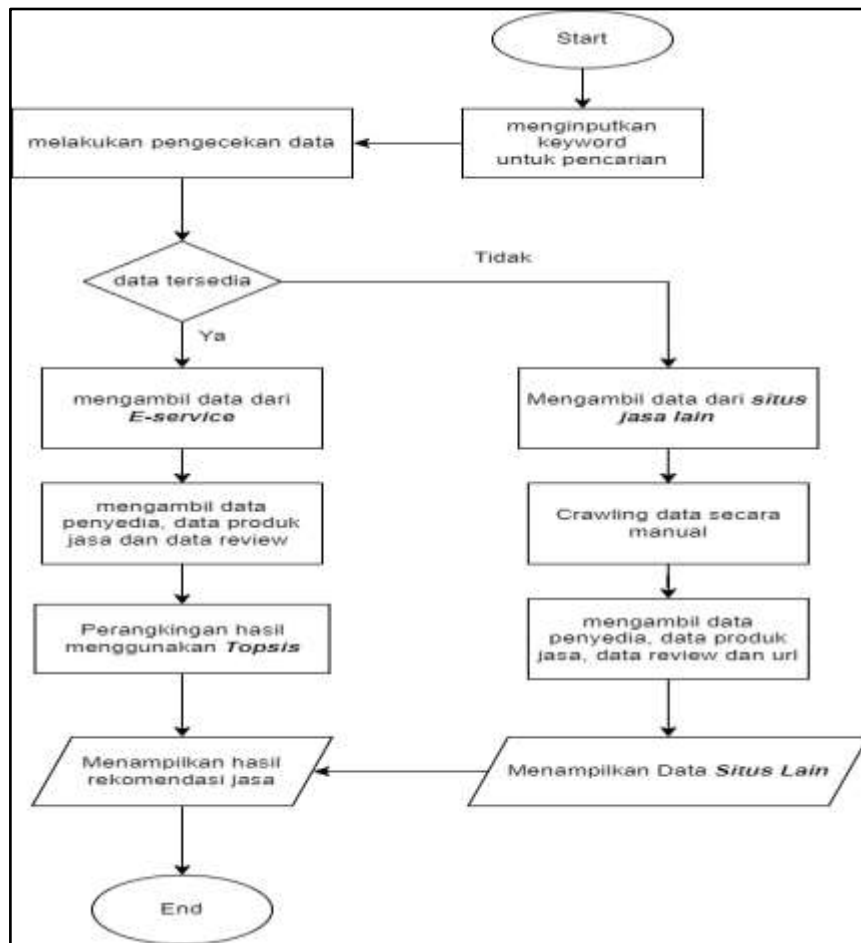 Start
menginputkan
keyword
untuk pencarian
melakukan pengecekan data
data tersedia
Tidak
Ya
mengambil data dari
E-service
mengambil data
penyedia, data produk
jasa dan data review
Perangkingan hasil
menggunakan Topsis
Mengambil data dari situs
jasa lain
Crawling data secara
manual
mengambil data
penyedia, data produk
jasa, data review dan url
Menampilkan Data Situs Lain
Menampilkan hasil
rekomendasi jasa
End